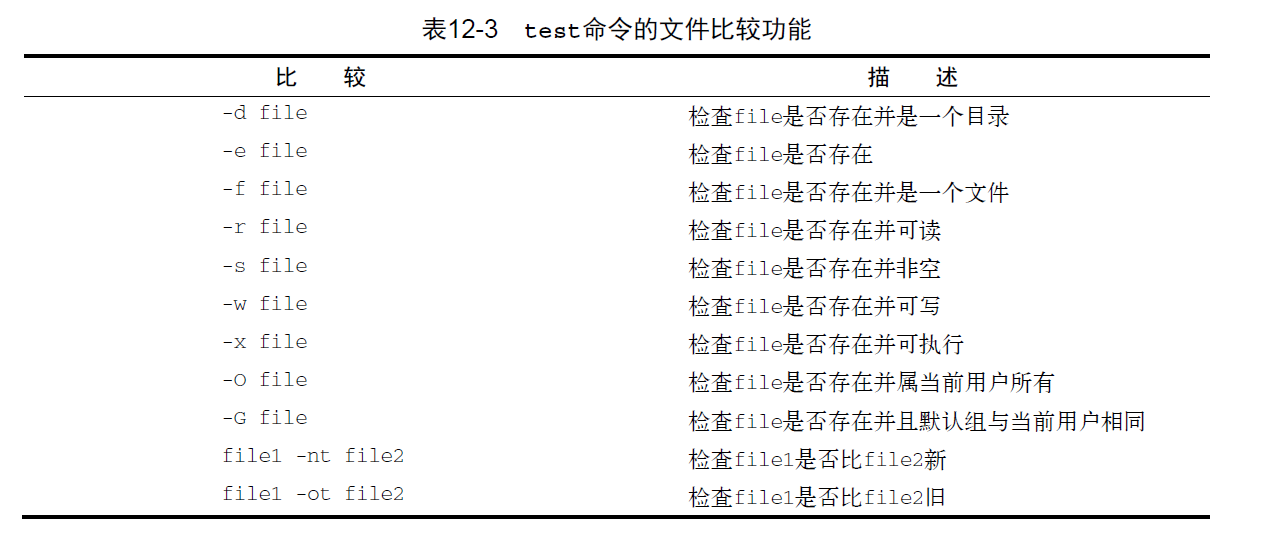 表12-3 test命令的文件比较功能
比 较 描 述
-d file 检查file是否存在并是一个目录
-e file 检查file是否存在
-f file 检查file是否存在并是一个文件
-r file 检查file是否存在并可读
-s file 检查file是否存在并非空
-w file 检查file是否存在并可写
-x file 检查file是否存在并可执行
-O file 检查file是否存在并属当前用户所有
-G file 检查file是否存在并且默认组与当前用户相同
file1 -nt file2 检查file1是否比file2新
file1 -ot file2 检查file1是否比file2旧